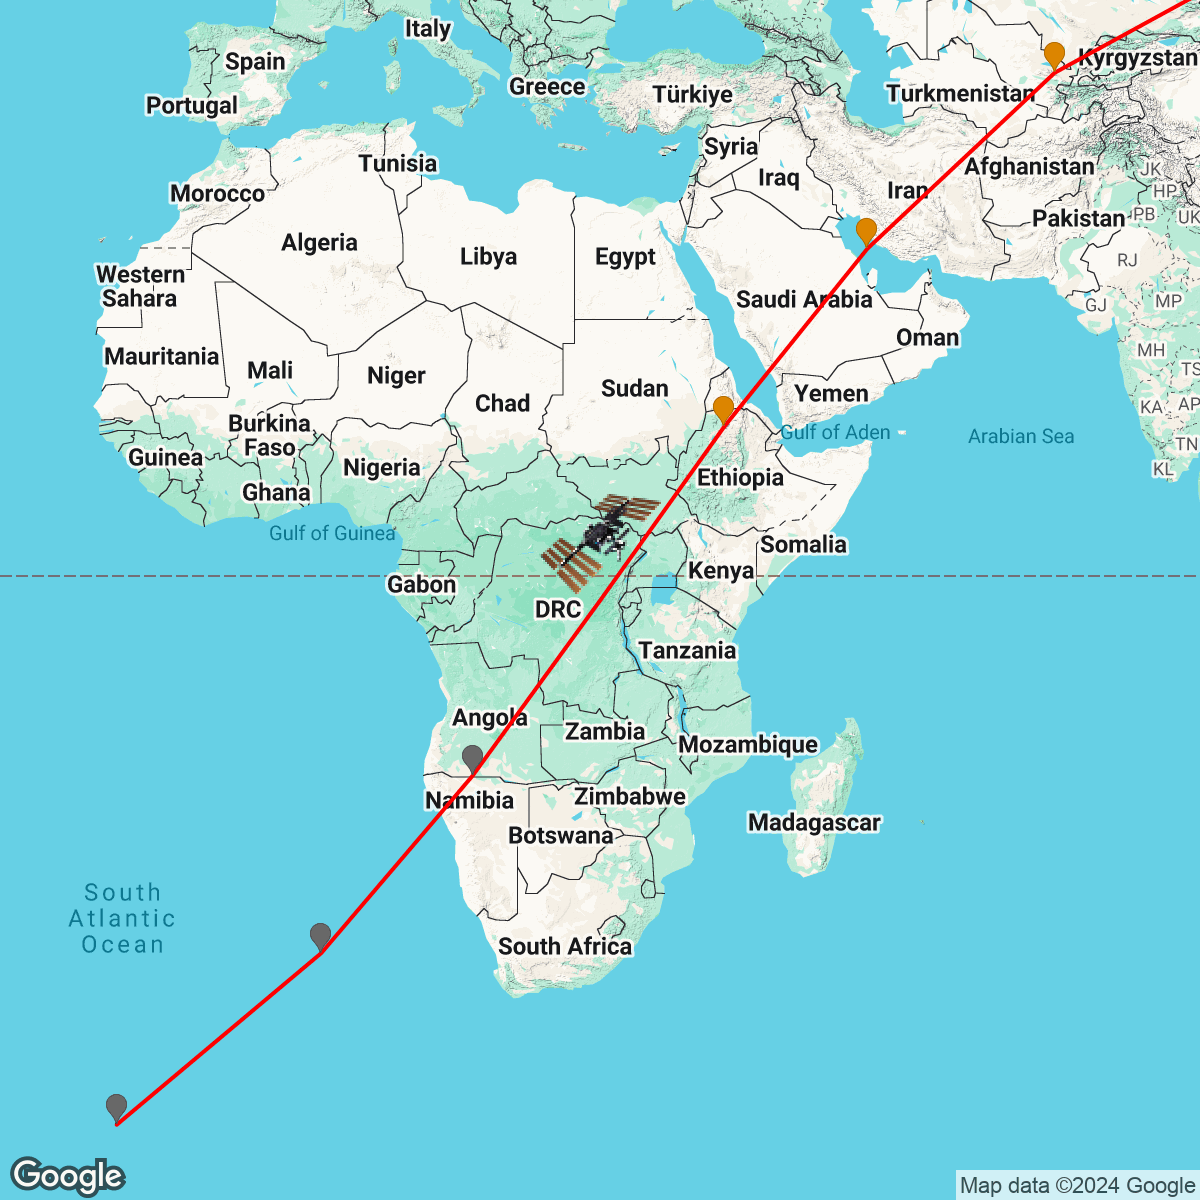 Italy
Spain
Portugal
Greece
Türkiye
Kyrgyzstan
Turkmenistan
Syria
Iraq
Iran
Afghanistan
Pakistan
JK
HP
PB
UK
Tunisia
Morocco
Algeria
Libya
Egypt
Western
Sahara
Saudi Arabia
Oman
RJ
GJ
MP
Mauritania
Mali
Niger
Chad
Sudan
Yemen
MH
TS
KA
AP
TN
KL
Burkina
Faso
Guinea
Ghana
Nigeria
Ethiopia
Gulf of Aden
Arabian Sea
Gulf of Guinea
Somalia
Gabon
Kenya
DRC
Tanzania
Angola
Zambia
Mozambique
Namibia
Zimbabwe
Botswana
Madagascar
South
Atlantic
Ocean
South Africa
Google
Map data ©2024 Google